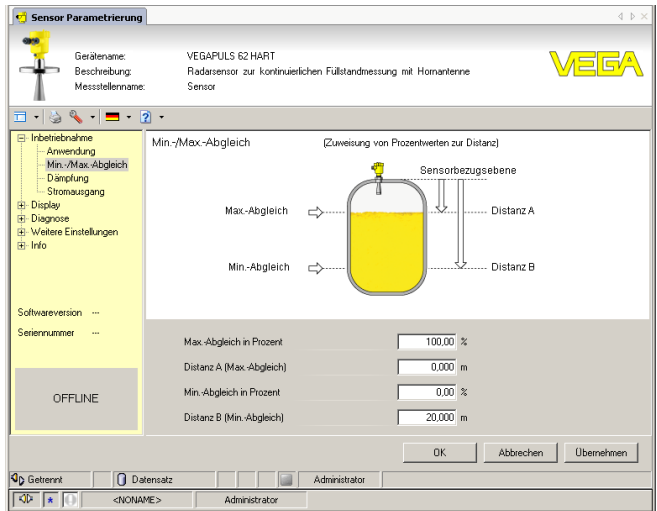 Sensor Parametrierung
Gerätename: VEGAPULS 62 HART
Beschreibung: Radarsensor zur kontinuierlichen Füllstandmessung mit Hornantenne
Messstellenname: Sensor
VEGA
Inbetriebnahme
Anwendung
Min.-/Max.-Abgleich
Dämpfung
Stromausgang
Display
Diagnose
Weitere Einstellungen
Info
Softwareversion ---
Seriennummer ---
OFFLINE
Min.-/Max.-Abgleich (Zuweisung von Prozentwerten zur Distanz)
Sensorbezugsebene
Max.-Abgleich Distanz A
Min.-Abgleich Distanz B
Max.-Abgleich in Prozent 100,00 %
Distanz A (Max.-Abgleich) 0,000 m
Min.-Abgleich in Prozent 0,00 %
Distanz B (Min.-Abgleich) 20,000 m
OK Abbrechen Übernehmen
Getrennt Datensatz Administrator
<NONAME> Administrator